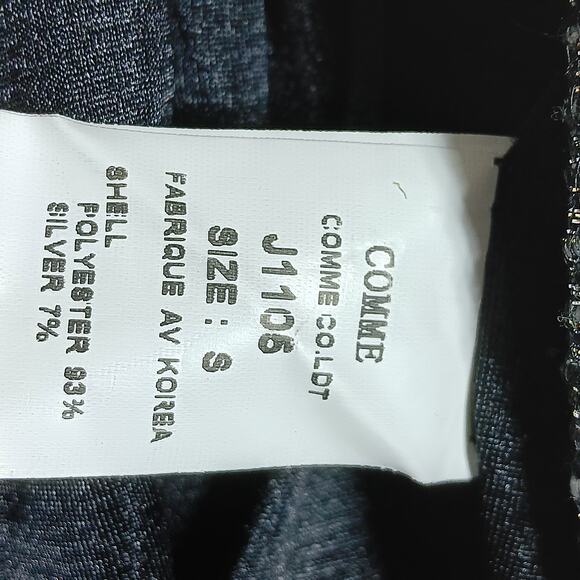 COMME
COMME CO.LDT
J1106
SIZE: S
FABRIQUE AV KOREA
SHELL
POLYESTER 93%
SILVER 7%